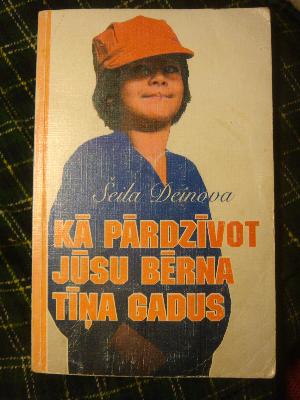 Šeila Deinova
KĀ PĀRDZĪVOT
JŪSU BĒRNA
TĪŅA GADUS